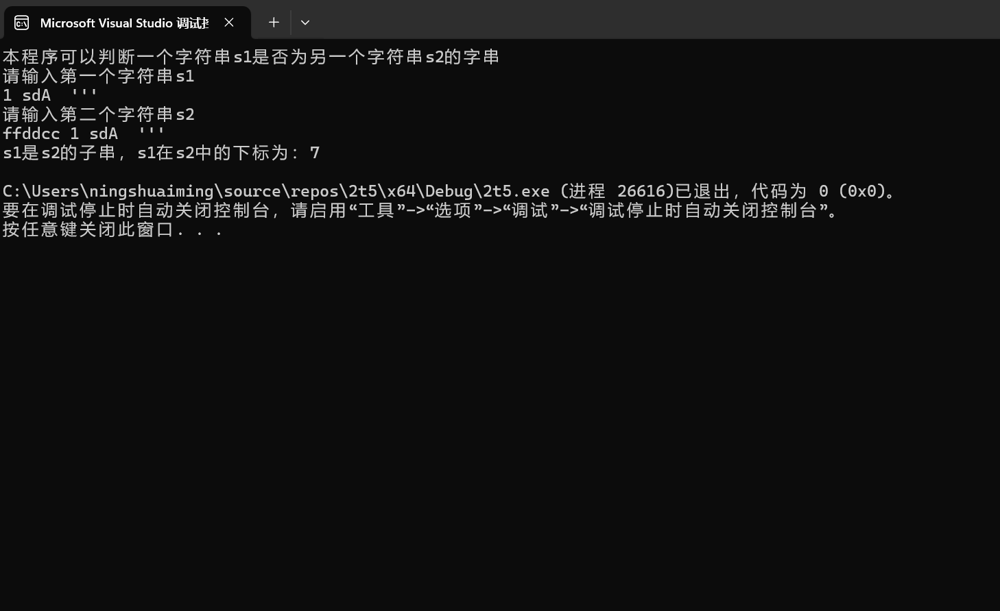 Microsoft Visual Studio 调试
本程序可以判断一个字符串s1是否为另一个字符串s2的字串
请输入第一个字符串s1
1 sdA  '''
请输入第二个字符串s2
ffddcc 1 sdA  '''
s1是s2的子串，s1在s2中的下标为：7
C:\Users\ningshuaiming\source\repos\2t5\x64\Debug\2t5.exe (进程 26616)已退出，代码为 0 (0x0)。
要在调试停止时自动关闭控制台，请启用“工具”->“选项”->“调试”->“调试停止时自动关闭控制台”。
按任意键关闭此窗口. . .